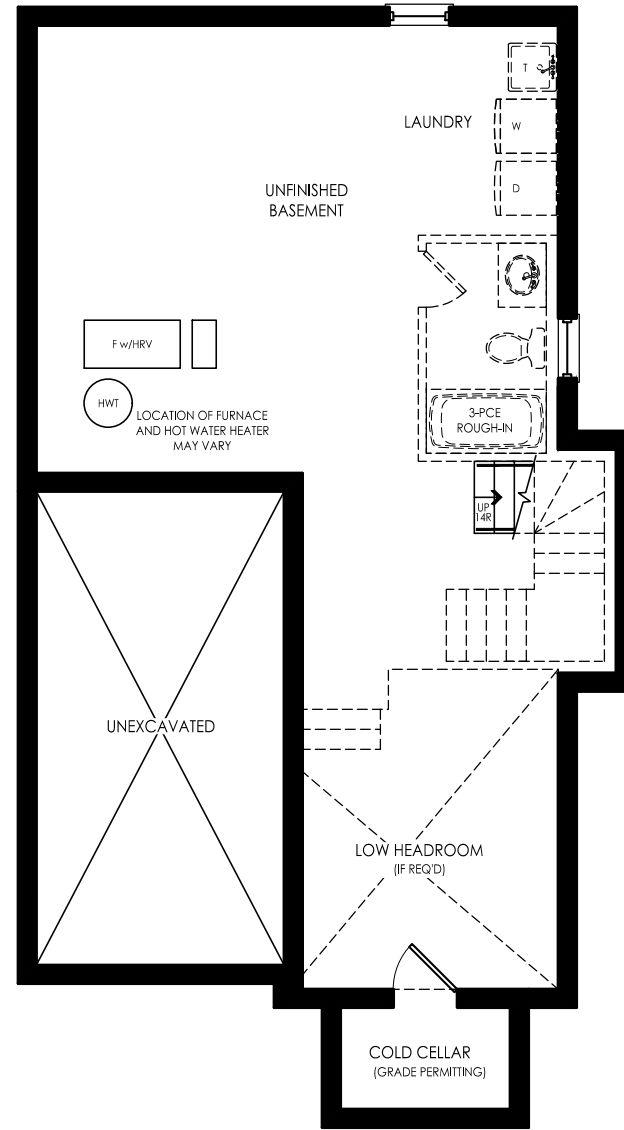 T
LAUNDRY
W
UNFINISHED
BASEMENT
D
F w/HRV
HWT
LOCATION OF FURNACE
AND HOT WATER HEATER
MAY VARY
3-PCE
ROUGH-IN
UP
14R
UNEXCAVATED
LOW HEADROOM
(IF REQ'D)
COLD CELLAR
(GRADE PERMITTING)